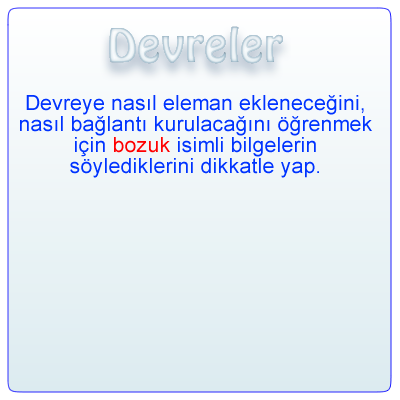 Devreler
Devreye nasıl eleman ekleneceğini,
nasıl bağlantı kurulacağını öğrenmek
için bozuk isimli bilgelerin
söylediklerini dikkatle yap.